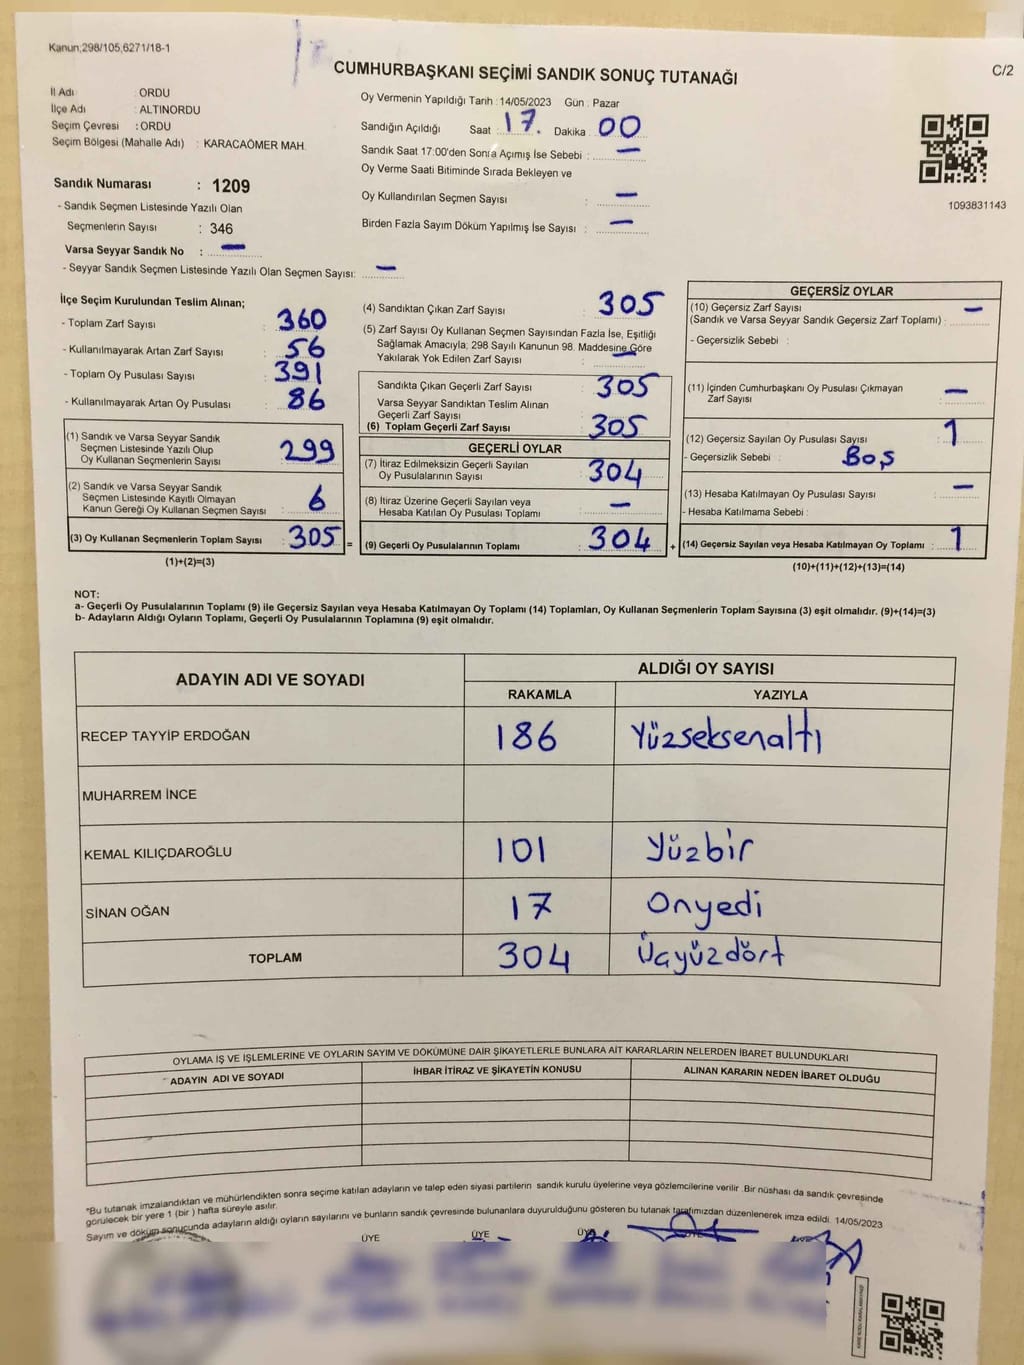 Kanun,298/105,6271/18-1
CUMHURBAŞKANI SEÇİMİ SANDIK SONUÇ TUTANAĞI
C/2
İl Adı : ORDU
İlçe Adı : ALTINORDU
Seçim Çevresi : ORDU
Seçim Bölgesi (Mahalle Adı) : KARACAÖMER MAH.
Oy Vermenin Yapıldığı Tarih : 14/05/2023 Gün : Pazar
Sandığın Açıldığı Saat : 17. Dakika : 00
Sandık Saat 17:00'den Sonra Açımış İse Sebebi : —
Oy Verme Saati Bitiminde Sırada Bekleyen ve
Oy Kullandırılan Seçmen Sayısı : —
Birden Fazla Sayım Döküm Yapılmış İse Sayısı : —
1093831143
Sandık Numarası : 1209
- Sandık Seçmen Listesinde Yazılı Olan
Seçmenlerin Sayısı : 346
Varsa Seyyar Sandık No : —
- Seyyar Sandık Seçmen Listesinde Yazılı Olan Seçmen Sayısı: —
İlçe Seçim Kurulundan Teslim Alınan;
- Toplam Zarf Sayısı : 360
- Kullanılmayarak Artan Zarf Sayısı : 56
- Toplam Oy Pusulası Sayısı : 391
- Kullanılmayarak Artan Oy Pusulası : 86
(1) Sandık ve Varsa Seyyar Sandık
Seçmen Listesinde Yazılı Olup
Oy Kullanan Seçmenlerin Sayısı : 299
(2) Sandık ve Varsa Seyyar Sandık
Seçmen Listesinde Kayıtlı Olmayan
Kanun Gereği Oy Kullanan Seçmen Sayısı : 6
(3) Oy Kullanan Seçmenlerin Toplam Sayısı : 305 =
(1)+(2)=(3)
(4) Sandıktan Çıkan Zarf Sayısı : 305
(5) Zarf Sayısı Oy Kullanan Seçmen Sayısından Fazla İse, Eşitliği
Sağlamak Amacıyla; 298 Sayılı Kanunun 98. Maddesine Göre
Yakılarak Yok Edilen Zarf Sayısı : —
Sandıkta Çıkan Geçerli Zarf Sayısı : 305
Varsa Seyyar Sandıktan Teslim Alınan
Geçerli Zarf Sayısı :
(6) Toplam Geçerli Zarf Sayısı : 305
GEÇERLİ OYLAR
(7) İtiraz Edilmeksizin Geçerli Sayılan
Oy Pusulalarının Sayısı : 304
(8) İtiraz Üzerine Geçerli Sayılan veya
Hesaba Katılan Oy Pusulası Toplamı : —
(9) Geçerli Oy Pusulalarının Toplamı : 304 +
GEÇERSİZ OYLAR
(10) Geçersiz Zarf Sayısı —
(Sandık ve Varsa Seyyar Sandık Geçersiz Zarf Toplamı) :
- Geçersizlik Sebebi :
(11) İçinden Cumhurbaşkanı Oy Pusulası Çıkmayan
Zarf Sayısı : —
(12) Geçersiz Sayılan Oy Pusulası Sayısı : 1
- Geçersizlik Sebebi : Boş
(13) Hesaba Katılmayan Oy Pusulası Sayısı : —
- Hesaba Katılmama Sebebi :
(14) Geçersiz Sayılan veya Hesaba Katılmayan Oy Toplamı : 1
(10)+(11)+(12)+(13)=(14)
NOT:
a- Geçerli Oy Pusulalarının Toplamı (9) ile Geçersiz Sayılan veya Hesaba Katılmayan Oy Toplamı (14) Toplamları, Oy Kullanan Seçmenlerin Toplam Sayısına (3) eşit olmalıdır. (9)+(14)=(3)
b- Adayların Aldığı Oyların Toplamı, Geçerli Oy Pusulalarının Toplamına (9) eşit olmalıdır.
ADAYIN ADI VE SOYADI
ALDIĞI OY SAYISI
RAKAMLA YAZIYLA
RECEP TAYYİP ERDOĞAN 186 Yüzseksenaltı
MUHARREM İNCE
KEMAL KILIÇDAROĞLU 101 Yüzbir
SİNAN OĞAN 17 Onyedi
TOPLAM 304 Üçyüzdört
OYLAMA İŞ VE İŞLEMLERİNE VE OYLARIN SAYIM VE DÖKÜMÜNE DAİR ŞİKAYETLERLE BUNLARA AİT KARARLARIN NELERDEN İBARET BULUNDUKLARI
ADAYIN ADI VE SOYADI İHBAR İTİRAZ VE ŞİKAYETİN KONUSU ALINAN KARARIN NEDEN İBARET OLDUĞU
*Bu tutanak imzalandıktan ve mühürlendikten sonra seçime katılan adayların ve talep eden siyasi partilerin sandık kurulu üyelerine veya gözlemcilerine verilir .Bir nüshası da sandık çevresinde
görülecek bir yere 1 (bir ) hafta süreyle asılır.
Sayım ve döküm sonucunda adayların aldığı oyların sayılarını ve bunların sandık çevresinde bulunanlara duyurulduğunu gösteren bu tutanak tarafımızdan düzenlenerek imza edildi. 14/05/2023
ÜYE ÜYE ÜYE